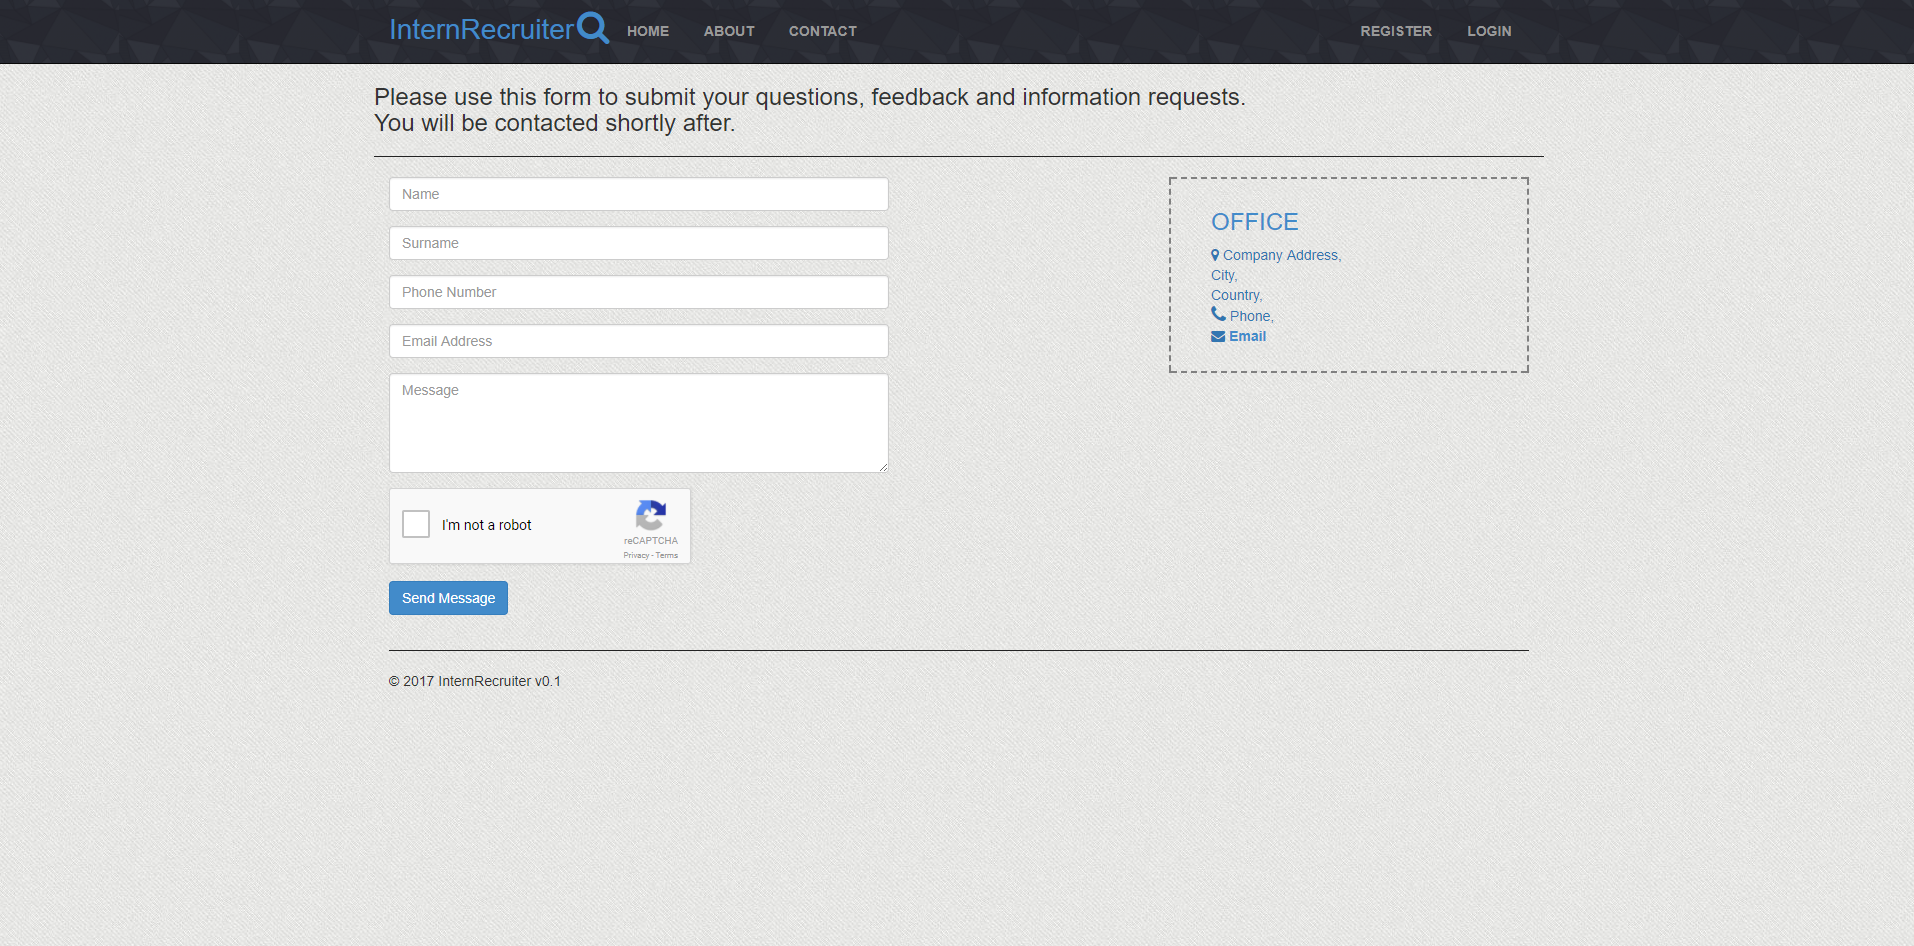 InternRecruiter HOME ABOUT CONTACT REGISTER LOGIN
Please use this form to submit your questions, feedback and information requests.
You will be contacted shortly after.
Name
Surname
Phone Number
Email Address
Message
I'm not a robot
reCAPTCHA
Privacy - Terms
Send Message
OFFICE
Company Address,
City,
Country,
Phone,
Email
© 2017 InternRecruiter v0.1